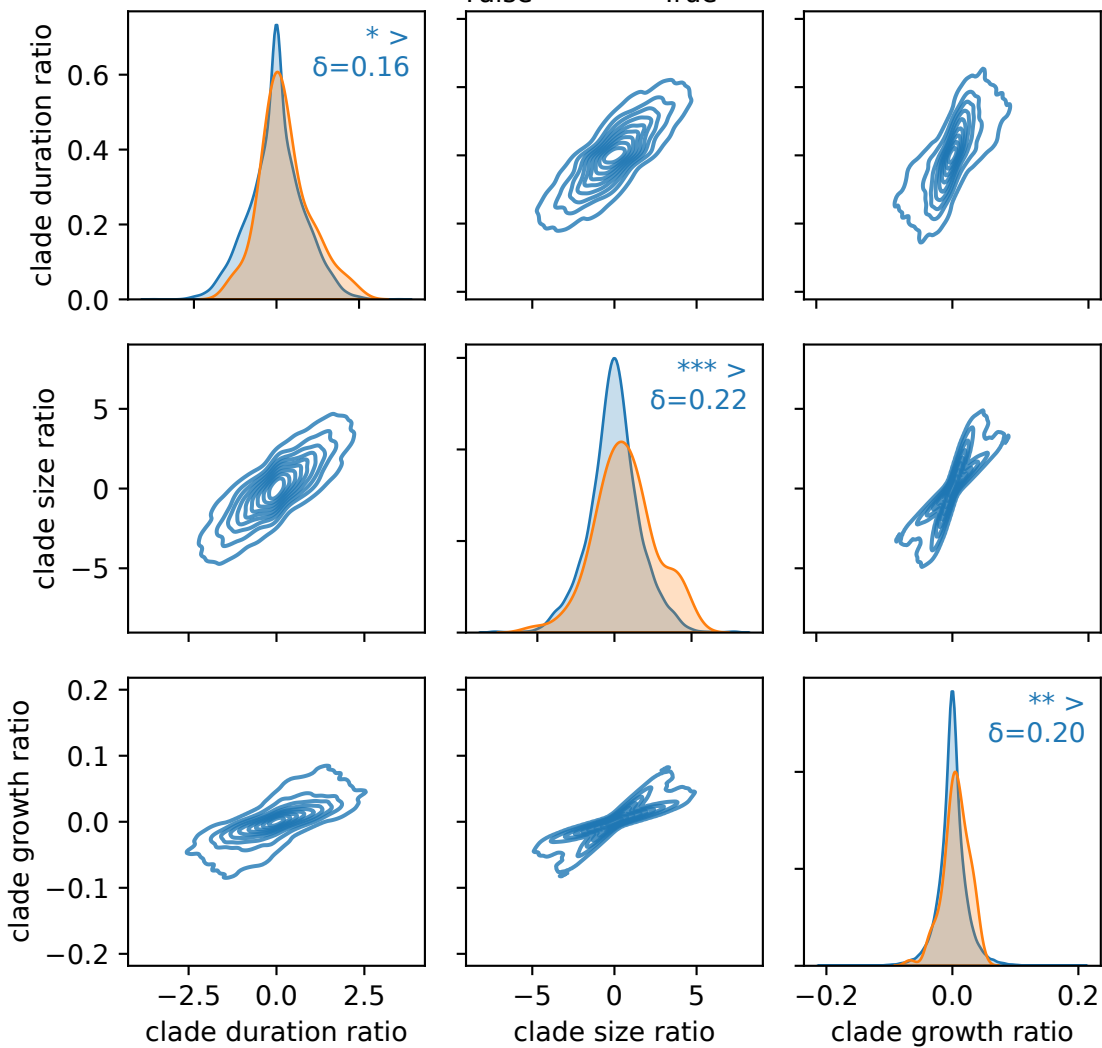 clade duration ratio
0.6
0.4
0.2
0.0
* >
δ=0.16
clade size ratio
5
0
−5
*** >
δ=0.22
clade growth ratio
0.2
0.1
0.0
−0.1
−0.2
** >
δ=0.20
−2.5 0.0 2.5
−5 0 5
−0.2 0.0 0.2
clade duration ratio
clade size ratio
clade growth ratio